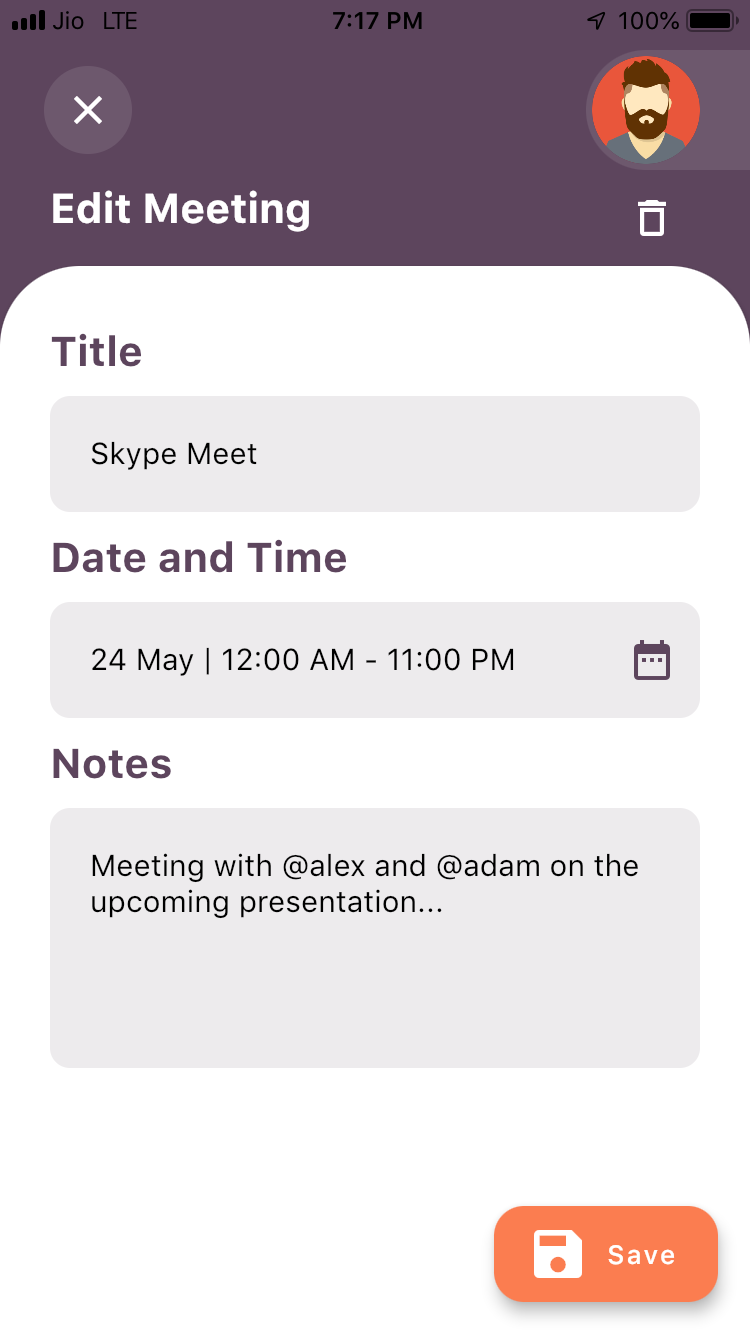 Jio LTE 7:17 PM 100%
Edit Meeting
Title
Skype Meet
Date and Time
24 May | 12:00 AM - 11:00 PM
Notes
Meeting with @alex and @adam on the
upcoming presentation...
Save